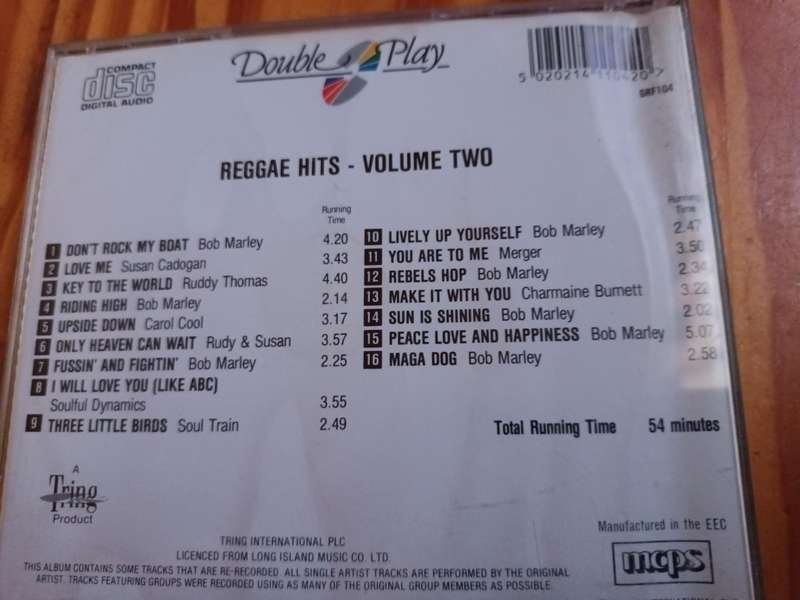 COMPACT
disc
DIGITAL AUDIO
Double Play
5 020214 110420 7
SRF104
REGGAE HITS - VOLUME TWO
Running
Time
1 DON'T ROCK MY BOAT Bob Marley 4.20
2 LOVE ME Susan Cadogan 3.43
3 KEY TO THE WORLD Ruddy Thomas 4.40
4 RIDING HIGH Bob Marley 2.14
5 UPSIDE DOWN Carol Cool 3.17
6 ONLY HEAVEN CAN WAIT Rudy & Susan 3.57
7 FUSSIN' AND FIGHTIN' Bob Marley 2.25
8 I WILL LOVE YOU (LIKE ABC)
Soulful Dynamics 3.55
9 THREE LITTLE BIRDS Soul Train 2.49
Running
Time
10 LIVELY UP YOURSELF Bob Marley 2.47
11 YOU ARE TO ME Merger 3.50
12 REBELS HOP Bob Marley 2.34
13 MAKE IT WITH YOU Charmaine Burnett 3.22
14 SUN IS SHINING Bob Marley 2.02
15 PEACE LOVE AND HAPPINESS Bob Marley 5.07
16 MAGA DOG Bob Marley 2.58
Total Running Time 54 minutes
A
Tring
Product
TRING INTERNATIONAL PLC
LICENCED FROM LONG ISLAND MUSIC CO. LTD.
THIS ALBUM CONTAINS SOME TRACKS THAT ARE RE-RECORDED. ALL SINGLE ARTIST TRACKS ARE PERFORMED BY THE ORIGINAL
ARTIST. TRACKS FEATURING GROUPS WERE RECORDED USING AS MANY OF THE ORIGINAL GROUP MEMBERS AS POSSIBLE.
Manufactured in the EEC
mcps